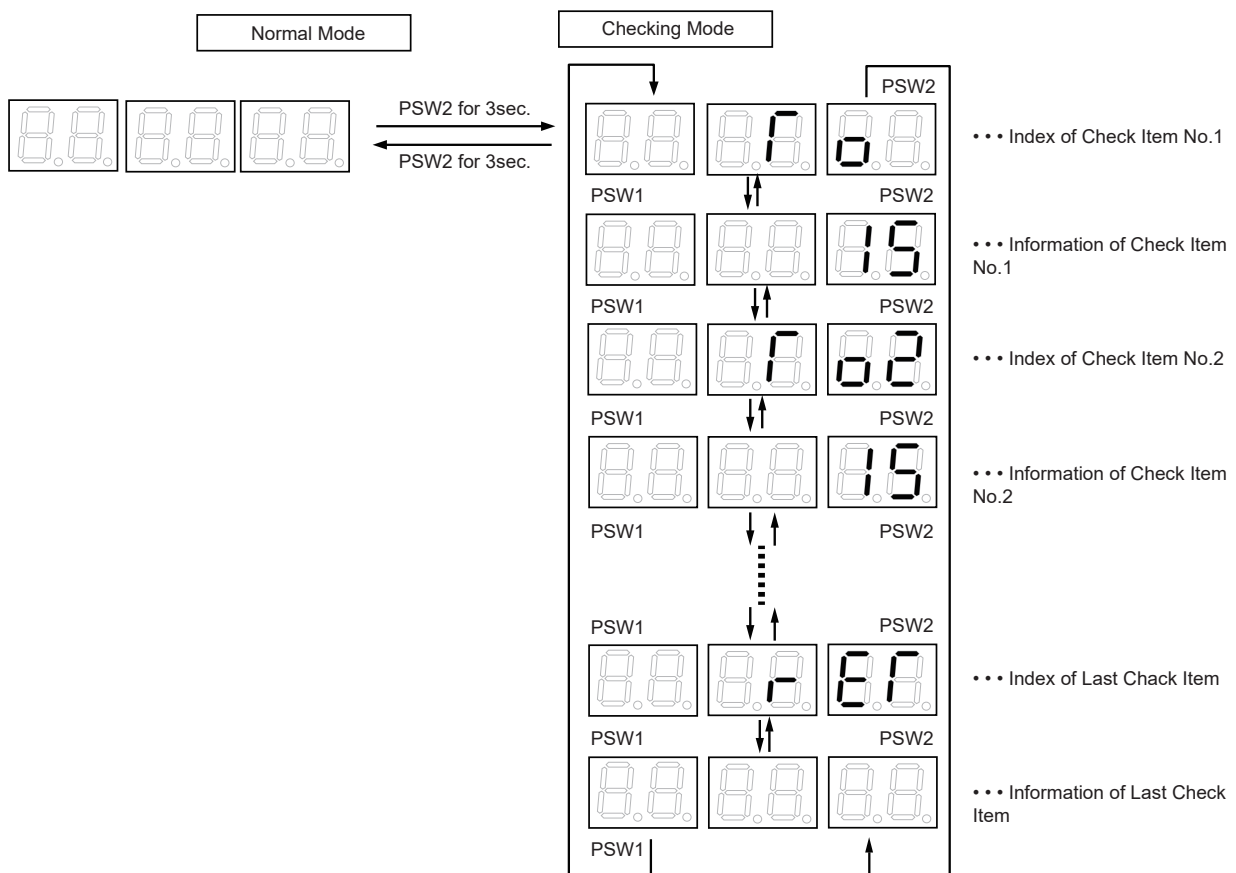 Normal Mode
Checking Mode
PSW2 for 3sec.
PSW2 for 3sec.
PSW2
• • • Index of Check Item No.1
PSW1
PSW2
15
• • • Information of Check Item
No.1
PSW1
PSW2
o2
• • • Index of Check Item No.2
PSW1
PSW2
15
• • • Information of Check Item
No.2
PSW1
PSW2
PSW1
PSW2
r
• • • Index of Last Chack Item
PSW1
PSW2
• • • Information of Last Check
Item
PSW1